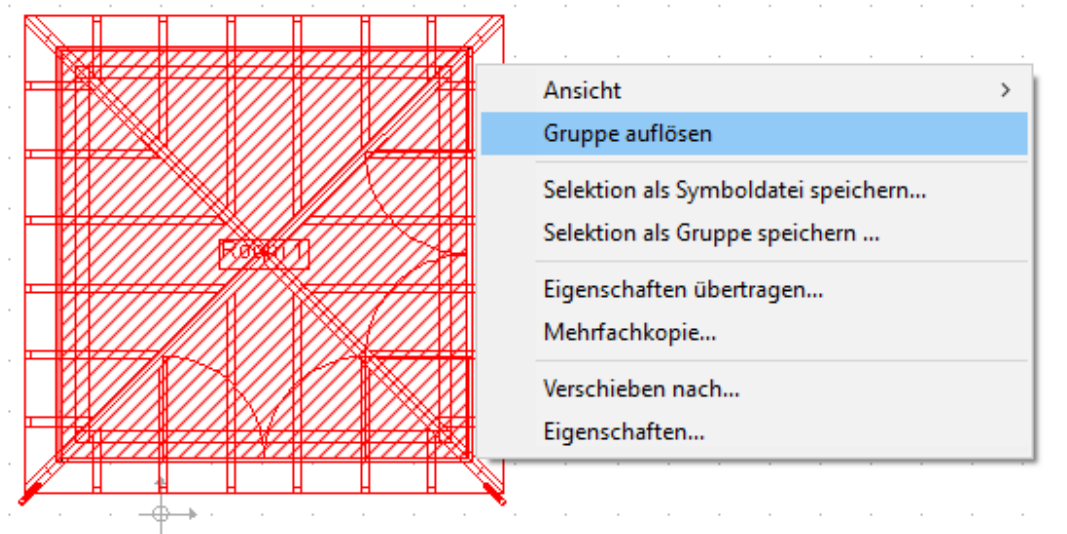 Ansicht
Gruppe auflösen
Selektion als Symboldatei speichern...
Selektion als Gruppe speichern ...
Eigenschaften übertragen...
Mehrfachkopie...
Verschieben nach...
Eigenschaften...